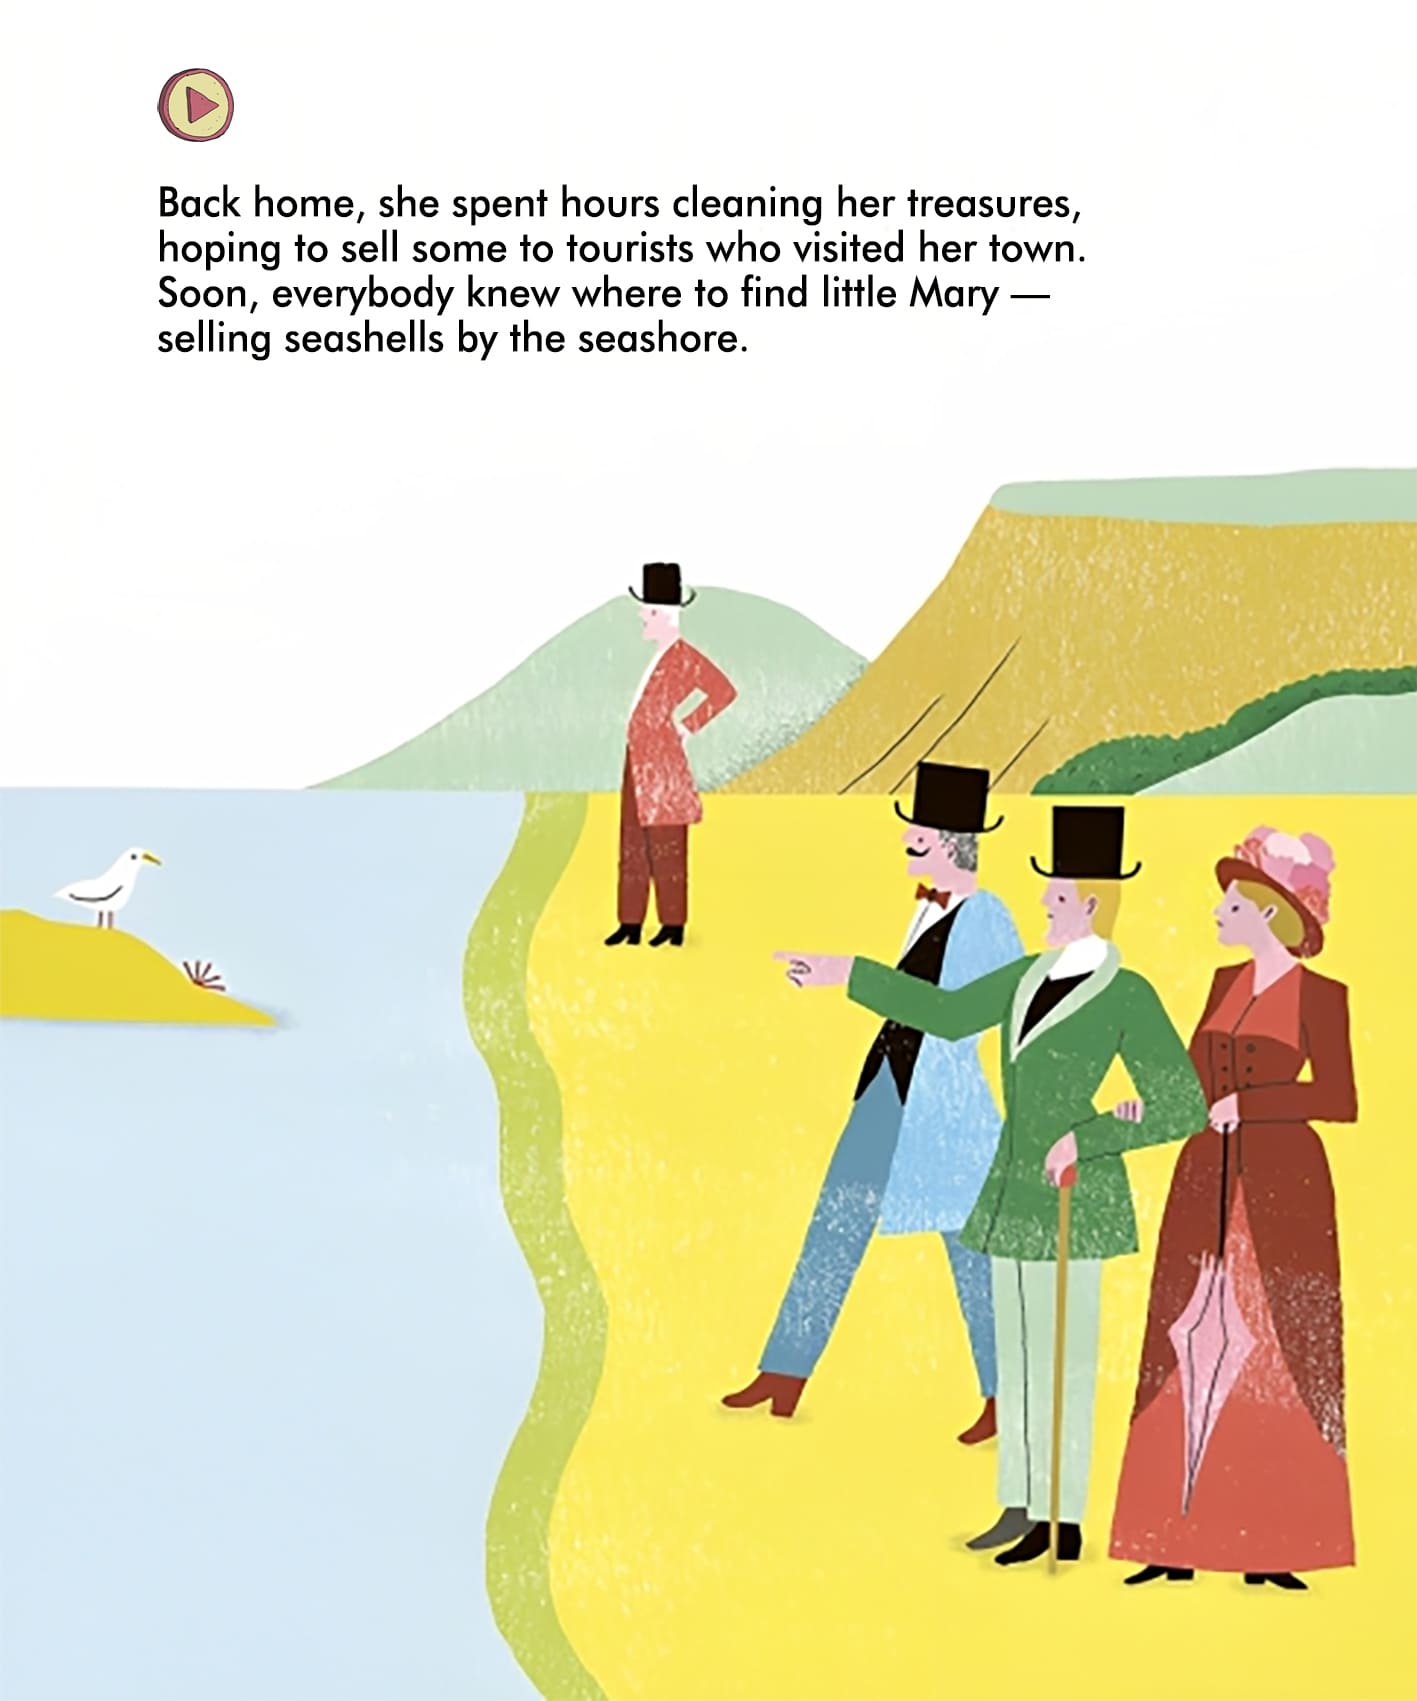 Back home, she spent hours cleaning her treasures,
hoping to sell some to tourists who visited her town.
Soon, everybody knew where to find little Mary —
selling seashells by the seashore.